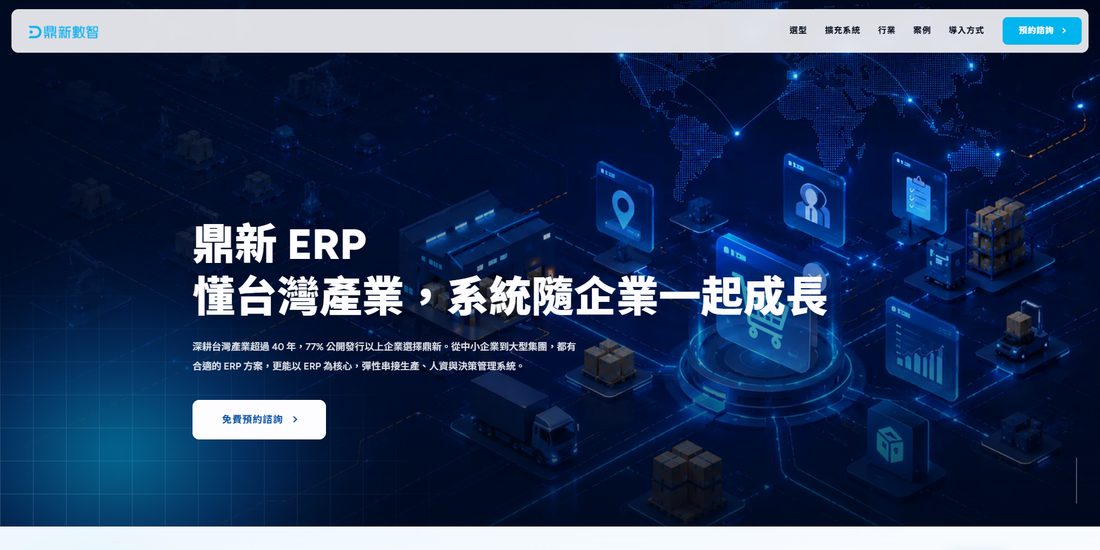 鼎新數智
選型
擴充系統
行業
案例
導入方式
預約諮詢
鼎新 ERP
懂台灣產業，系統隨企業一起成長
深耕台灣產業超過 40 年，77% 公開發行以上企業選擇鼎新。從中小企業到大型集團，都有
合適的 ERP 方案，更能以 ERP 為核心，彈性串接生產、人資與決策管理系統。
免費預約諮詢